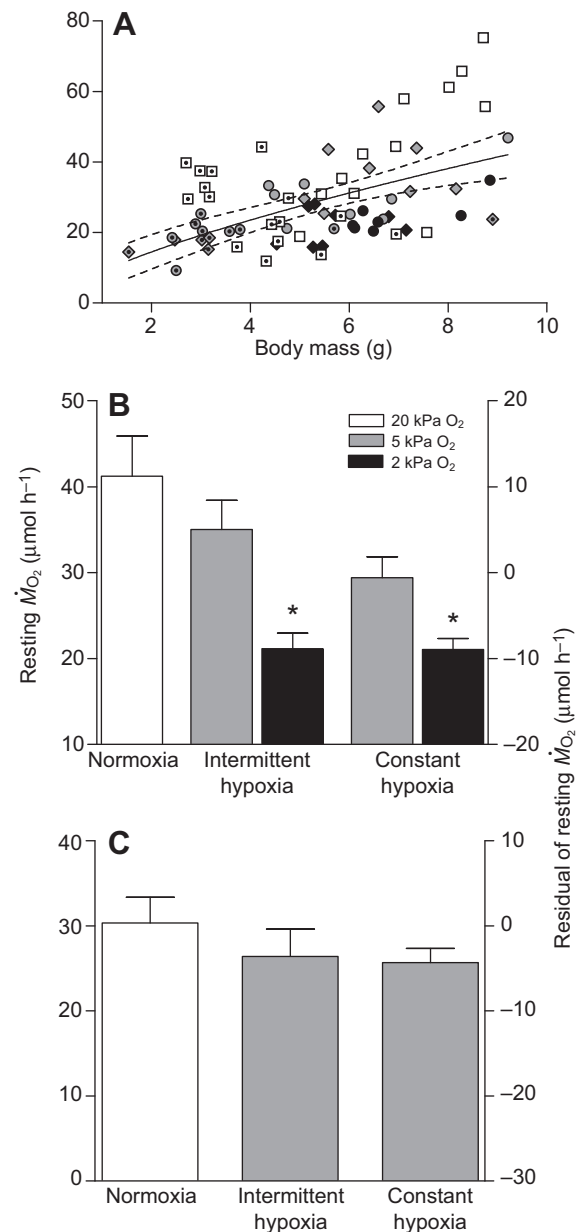 A
80
60
40
20
0
2 4 6 8 10
Body mass (g)
B
50
40
30
20
10
20
10
0
–10
–20
20 kPa O₂
5 kPa O₂
2 kPa O₂
*
*
Resting ṀO₂ (μmol h⁻¹)
Normoxia
Intermittent
hypoxia
Constant
hypoxia
Residual of resting ṀO₂ (μmol h⁻¹)
C
40
30
20
10
0
10
0
–10
–20
–30
Normoxia
Intermittent
hypoxia
Constant
hypoxia